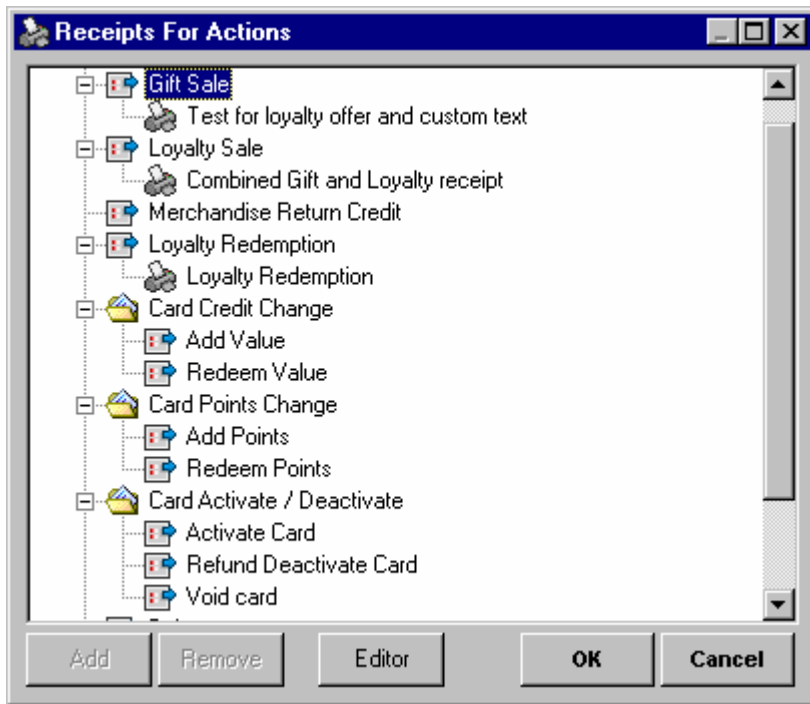 Receipts For Actions
Gift Sale
Test for loyalty offer and custom text
Loyalty Sale
Combined Gift and Loyalty receipt
Merchandise Return Credit
Loyalty Redemption
Loyalty Redemption
Card Credit Change
Add Value
Redeem Value
Card Points Change
Add Points
Redeem Points
Card Activate / Deactivate
Activate Card
Refund Deactivate Card
Void card
Add Remove Editor OK Cancel